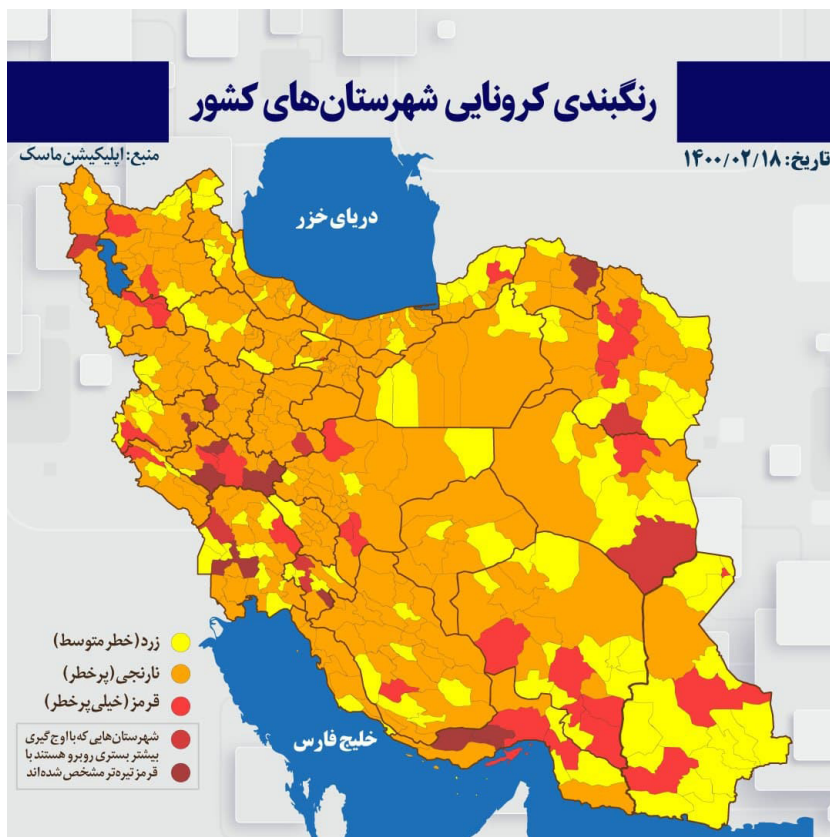 رنگبندی کرونایی شهرستان‌های کشور
تاریخ: ۱۴۰۰/۰۲/۱۸
منبع: اپلیکیشن ماسک
دریای خزر
زرد (خطر متوسط)
نارنجی (پرخطر)
قرمز (خیلی پرخطر)
شهرستان‌هایی که با اوج گیری
بیشتر بستری روبرو هستند با
قرمز تیره‌تر مشخص شده‌اند
خلیج فارس